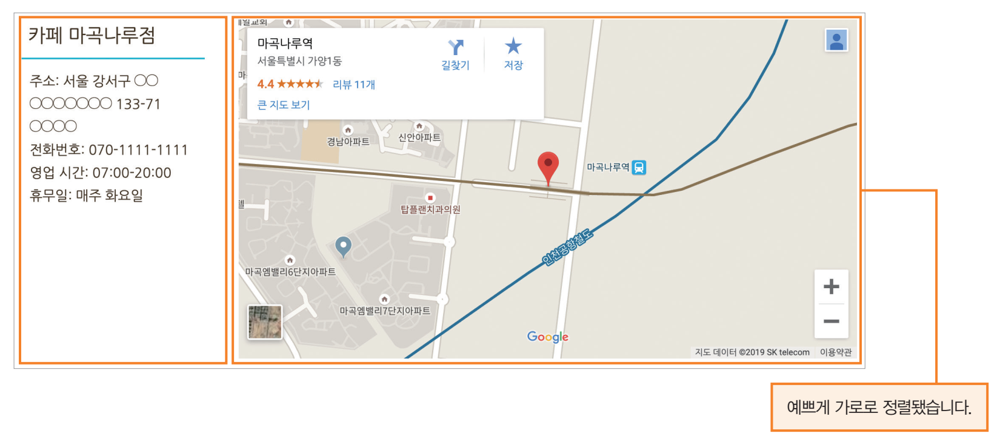 카페 마곡나루점
주소: 서울 강서구 ○○
○○○○○○○ 133-71
○○○○
전화번호: 070-1111-1111
영업 시간: 07:00-20:00
휴무일: 매주 화요일
마곡나루역
서울특별시 가양1동
4.4 ★★★★★ 리뷰 11개
큰 지도 보기
길찾기
저장
경남아파트
신안아파트
마곡나루역
텔
탑플랜치과의원
인천공항철도
마곡엠밸리6단지아파트
마곡엠밸리7단지아파트
+
−
Google
지도 데이터 ©2019 SK telecom 이용약관
예쁘게 가로로 정렬됐습니다.